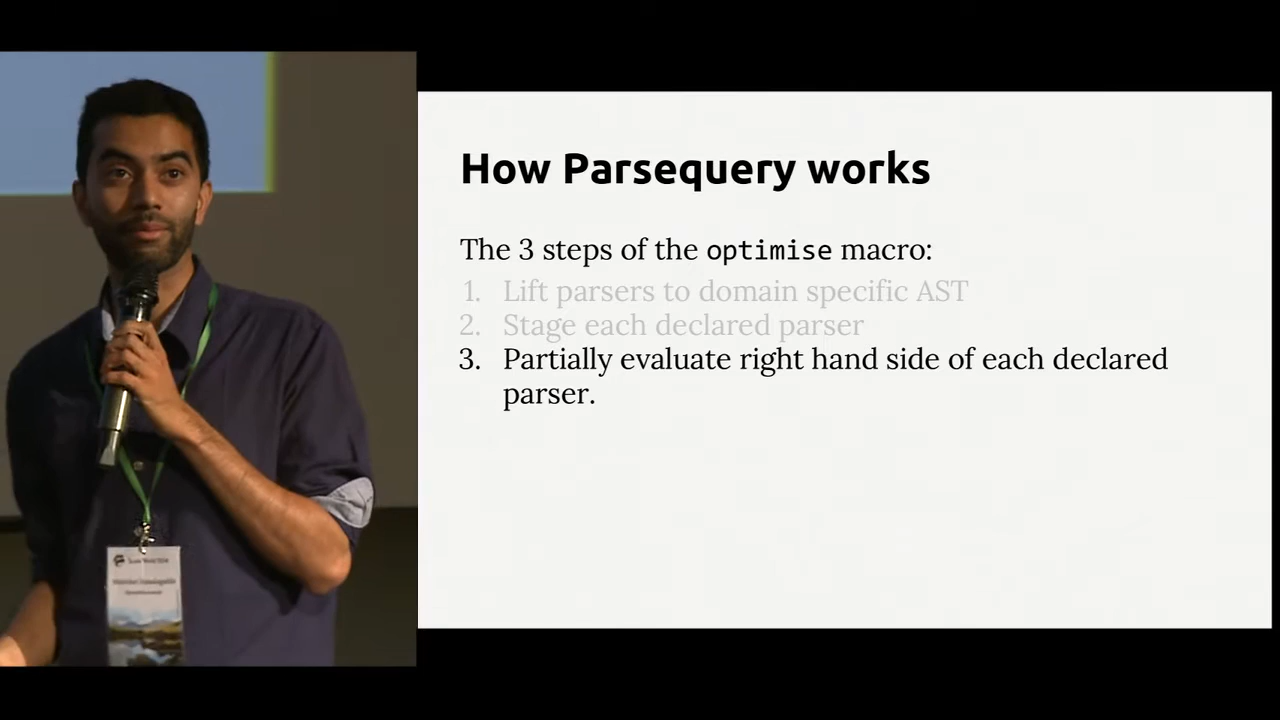 How Parsequery works
The 3 steps of the optimise macro:
1. Lift parsers to domain specific AST
2. Stage each declared parser
3. Partially evaluate right hand side of each declared
parser.